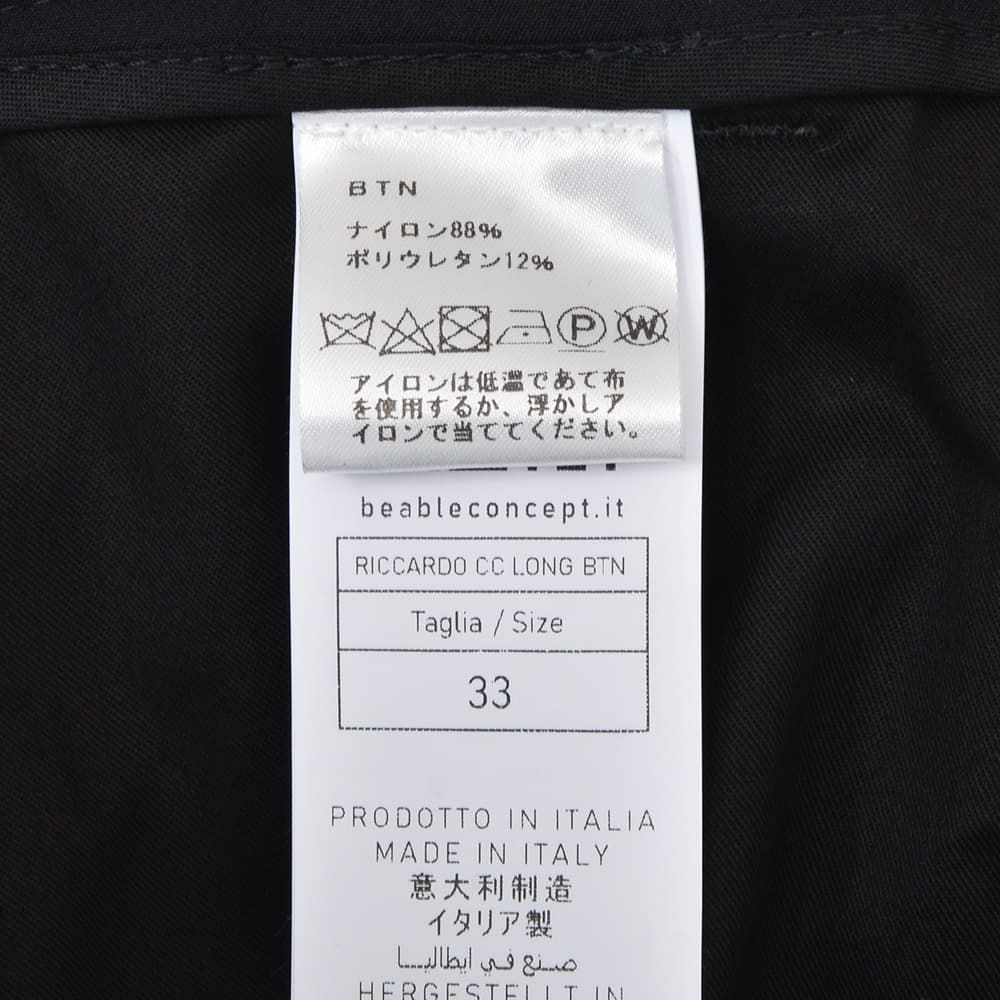 BTN
ナイロン88%
ポリウレタン12%
P W
アイロンは低温であて布
を使用するか、浮かしア
イロンで当ててください。
beableconcept.it
RICCARDO CC LONG BTN
Taglia / Size
33
PRODOTTO IN ITALIA
MADE IN ITALY
意大利制造
イタリア製
صنع في ايطاليا
HERGESTELLT IN